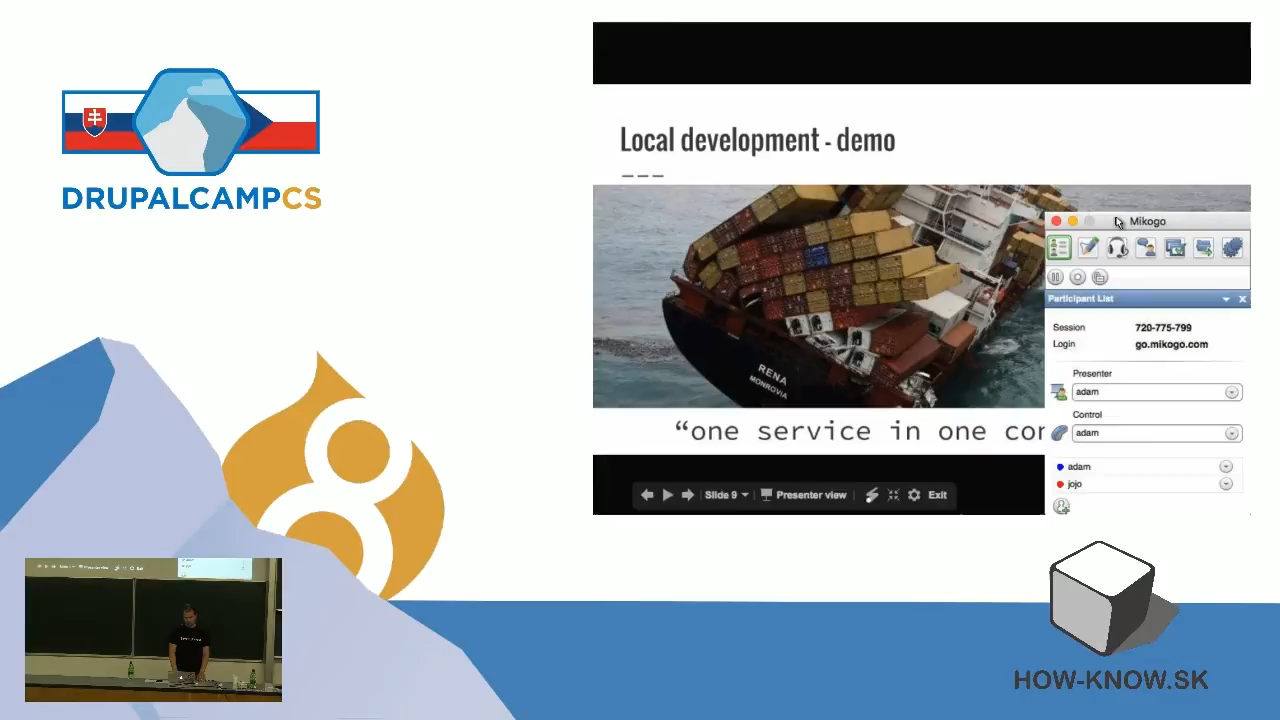 DRUPALCAMPCS
Local development - demo
RENA
MONROVIA
“one service in one con
Slide 9
Presenter view
Exit
Mikogo
Participant List
Session 720-775-799
Login go.mikogo.com
Presenter
adam
Control
adam
adam
jojo
HOW-KNOW.SK